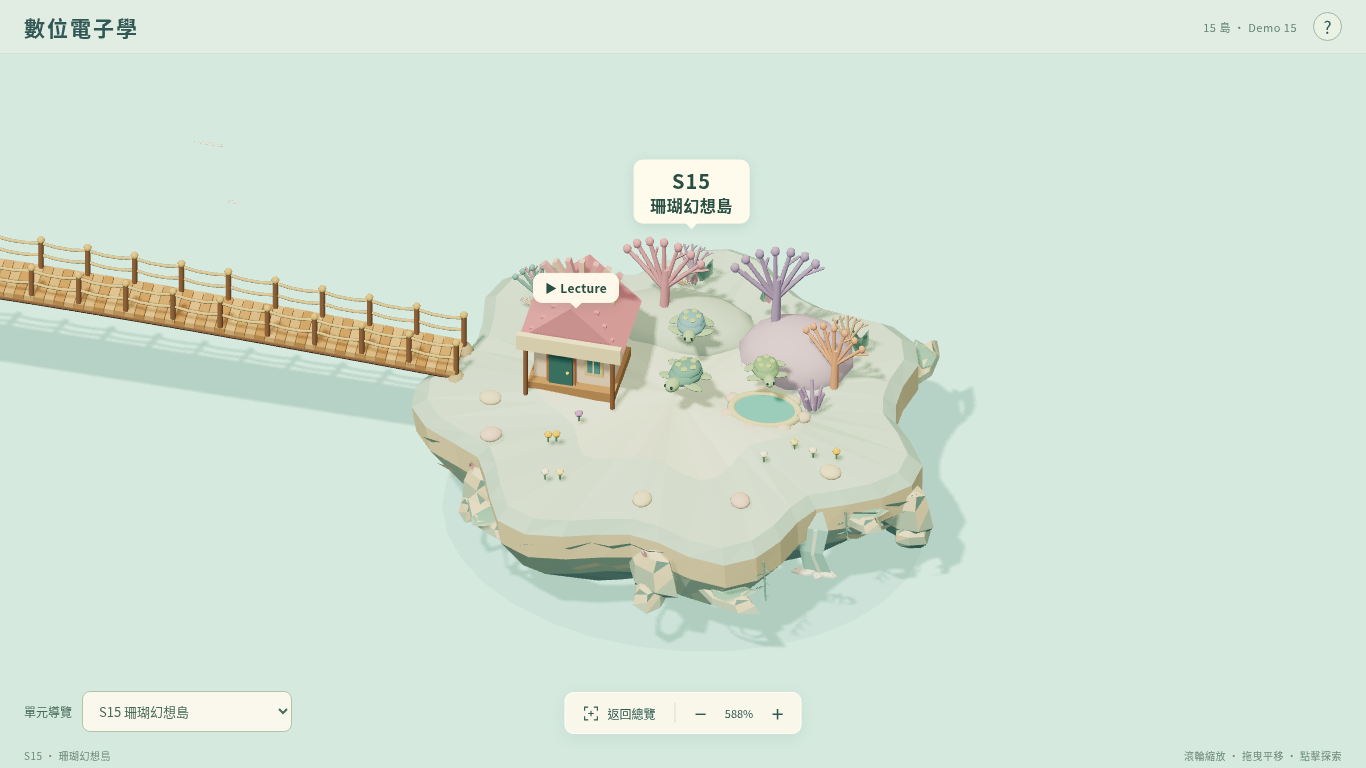 數位電子學
15 島 · Demo 15
?
S15
珊瑚幻想島
▶ Lecture
單元導覽
S15 珊瑚幻想島
返回總覽
− 588% +
S15 · 珊瑚幻想島
滾輪縮放 · 拖曳平移 · 點擊探索